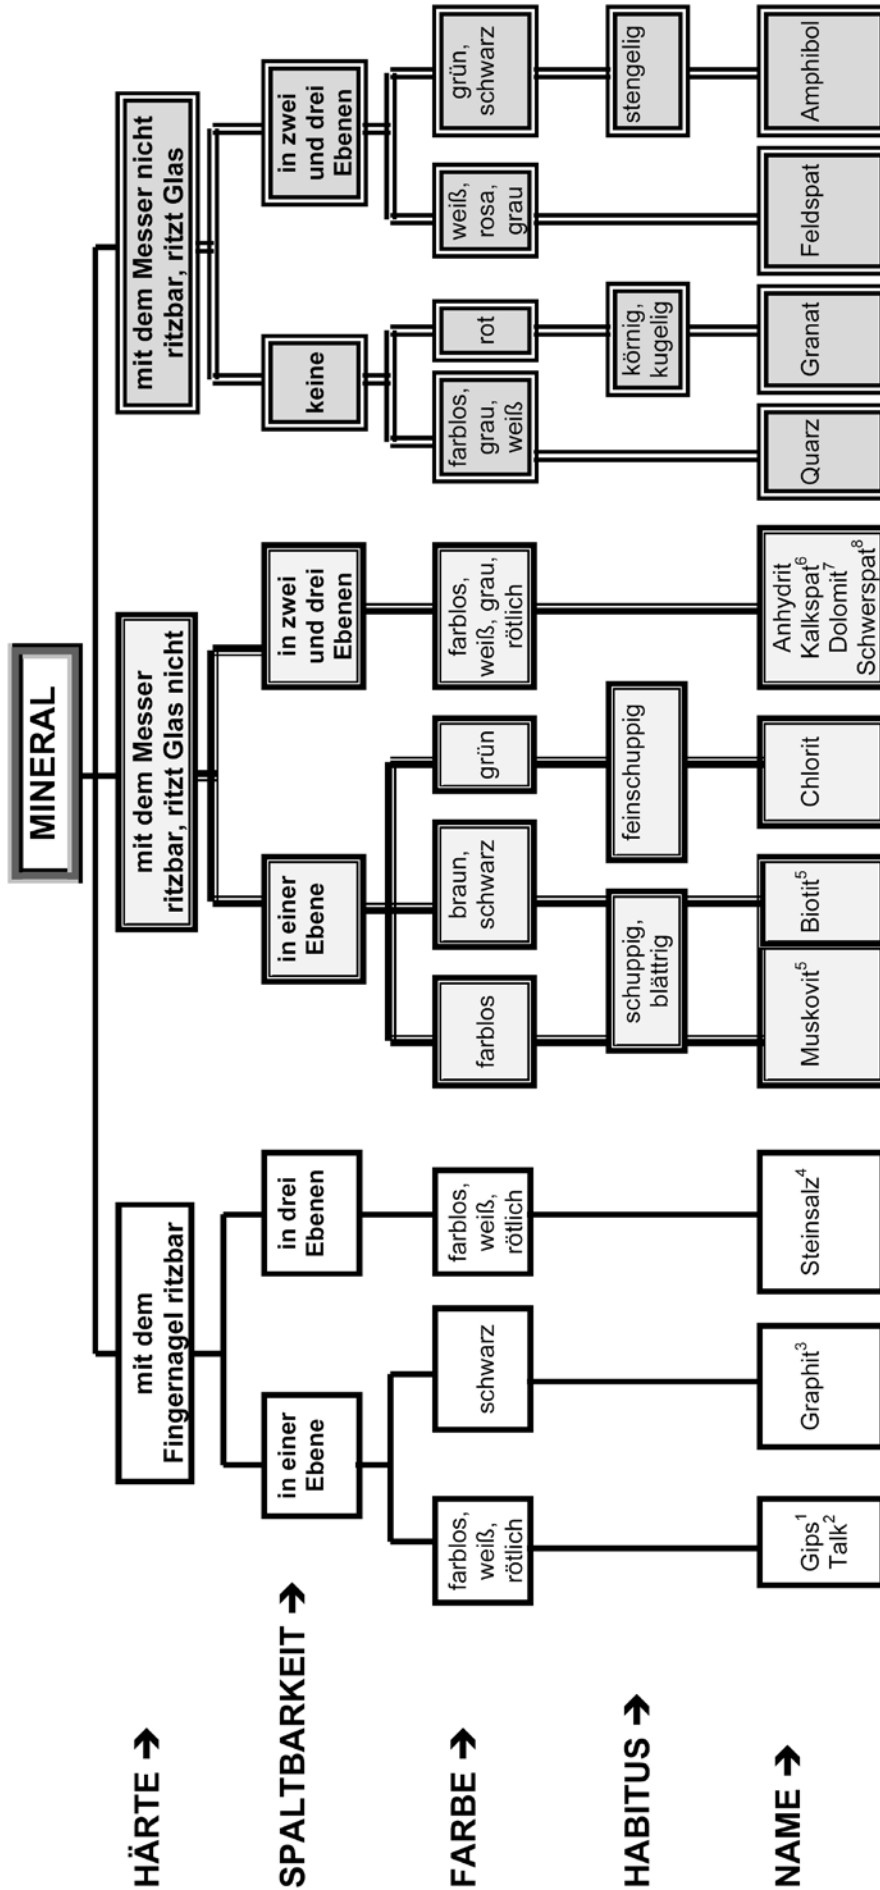 MINERAL
HÄRTE ➔
mit dem
Fingernagel ritzbar
mit dem Messer
ritzbar, ritzt Glas nicht
mit dem Messer nicht
ritzbar, ritzt Glas
SPALTBARKEIT ➔
in einer
Ebene
in drei
Ebenen
in einer
Ebene
in zwei
und drei
Ebenen
keine
in zwei
und drei
Ebenen
FARBE ➔
farblos,
weiß,
rötlich
schwarz
farblos,
weiß,
rötlich
farblos
braun,
schwarz
grün
farblos,
weiß, grau,
rötlich
farblos,
grau,
weiß
rot
weiß,
rosa,
grau
grün,
schwarz
HABITUS ➔
schuppig,
blättrig
feinschuppig
körnig,
kugelig
stengelig
NAME ➔
Gips¹
Talk²
Graphit³
Steinsalz⁴
Muskovit⁵
Biotit⁵
Chlorit
Anhydrit
Kalkspat⁶
Dolomit⁷
Schwerspat⁸
Quarz
Granat
Feldspat
Amphibol